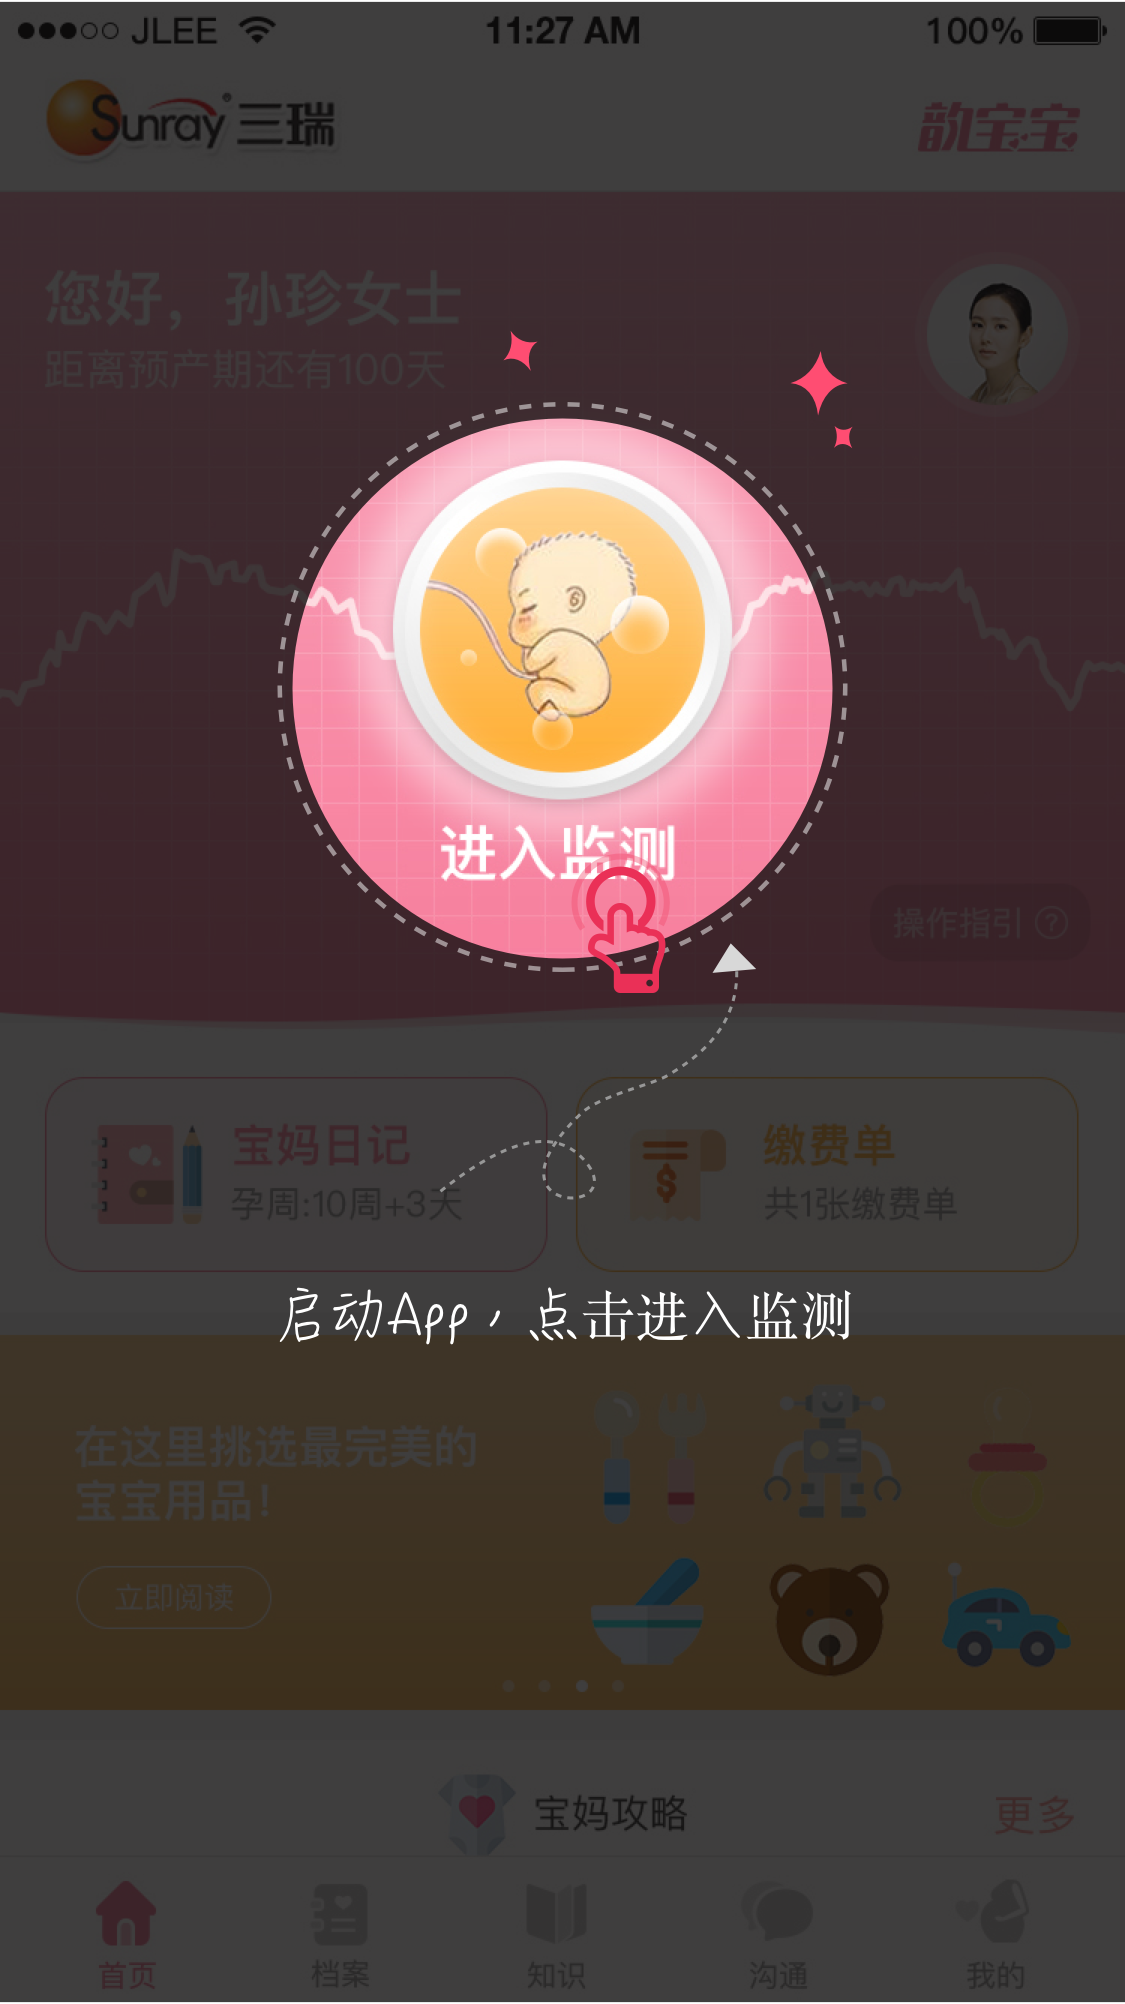 JLEE 11:27 AM 100%
Sunray® 三瑞
韵宝宝
您好，孙珍女士
距离预产期还有100天
进入监测
操作指引 ?
宝妈日记
孕周:10周+3天
缴费单
共1张缴费单
启动App，点击进入监测
在这里挑选最完美的
宝宝用品！
立即阅读
宝妈攻略
更多
首页 档案 知识 沟通 我的